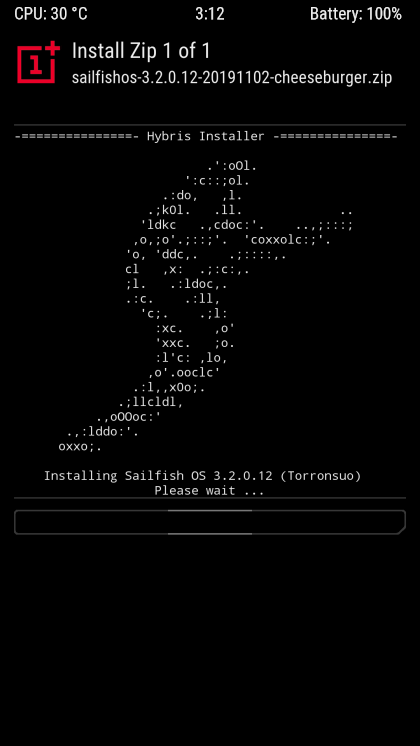 CPU: 30 °C 3:12 Battery: 100%
Install Zip 1 of 1
sailfishos-3.2.0.12-20191102-cheeseburger.zip
-===============- Hybris Installer -===============-
                          .':oOl.
                       ':c::;ol.
                    .:do,   ,l.
                  .;kOl.   .ll.             ..
                 'ldkc   .,cdoc:'.    ..,;:::;
                ,o,;o'.;::;'.  'coxxolc:;'.
               'o, 'ddc,.    .;::::,.
               cl   ,x:  .;:c:,.
               ;l.   .:ldoc,.
               .:c.    .:ll,
                 'c;.    .;l:
                   :xc.    ,o'
                   'xxc.   ;o.
                   :l'c: ,lo,
                  ,o'.ooclc'
                .:l,,xOo;.
              .;llcldl,
           .,oOOoc:'
       .,:lddo:'.
      oxxo;.
Installing Sailfish OS 3.2.0.12 (Torronsuo)
Please wait ...